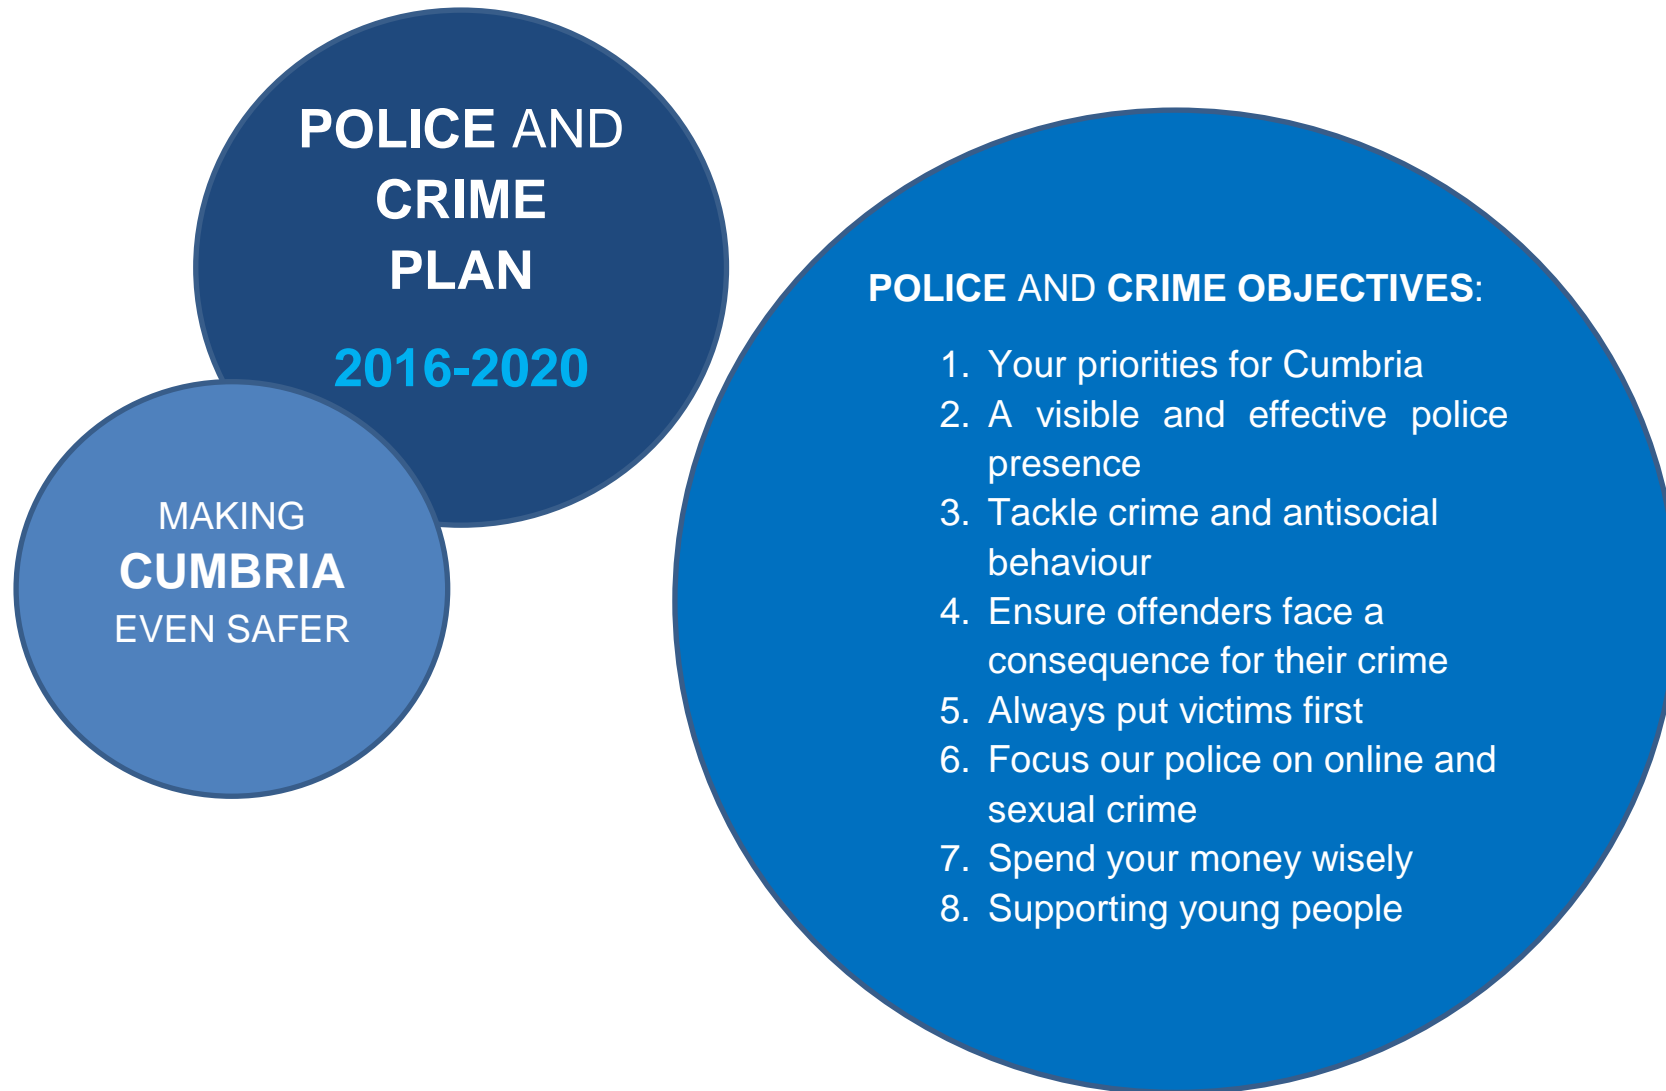 POLICE AND
CRIME
PLAN
2016-2020
MAKING
CUMBRIA
EVEN SAFER
POLICE AND CRIME OBJECTIVES:
1. Your priorities for Cumbria
2. A visible and effective police
presence
3. Tackle crime and antisocial
behaviour
4. Ensure offenders face a
consequence for their crime
5. Always put victims first
6. Focus our police on online and
sexual crime
7. Spend your money wisely
8. Supporting young people